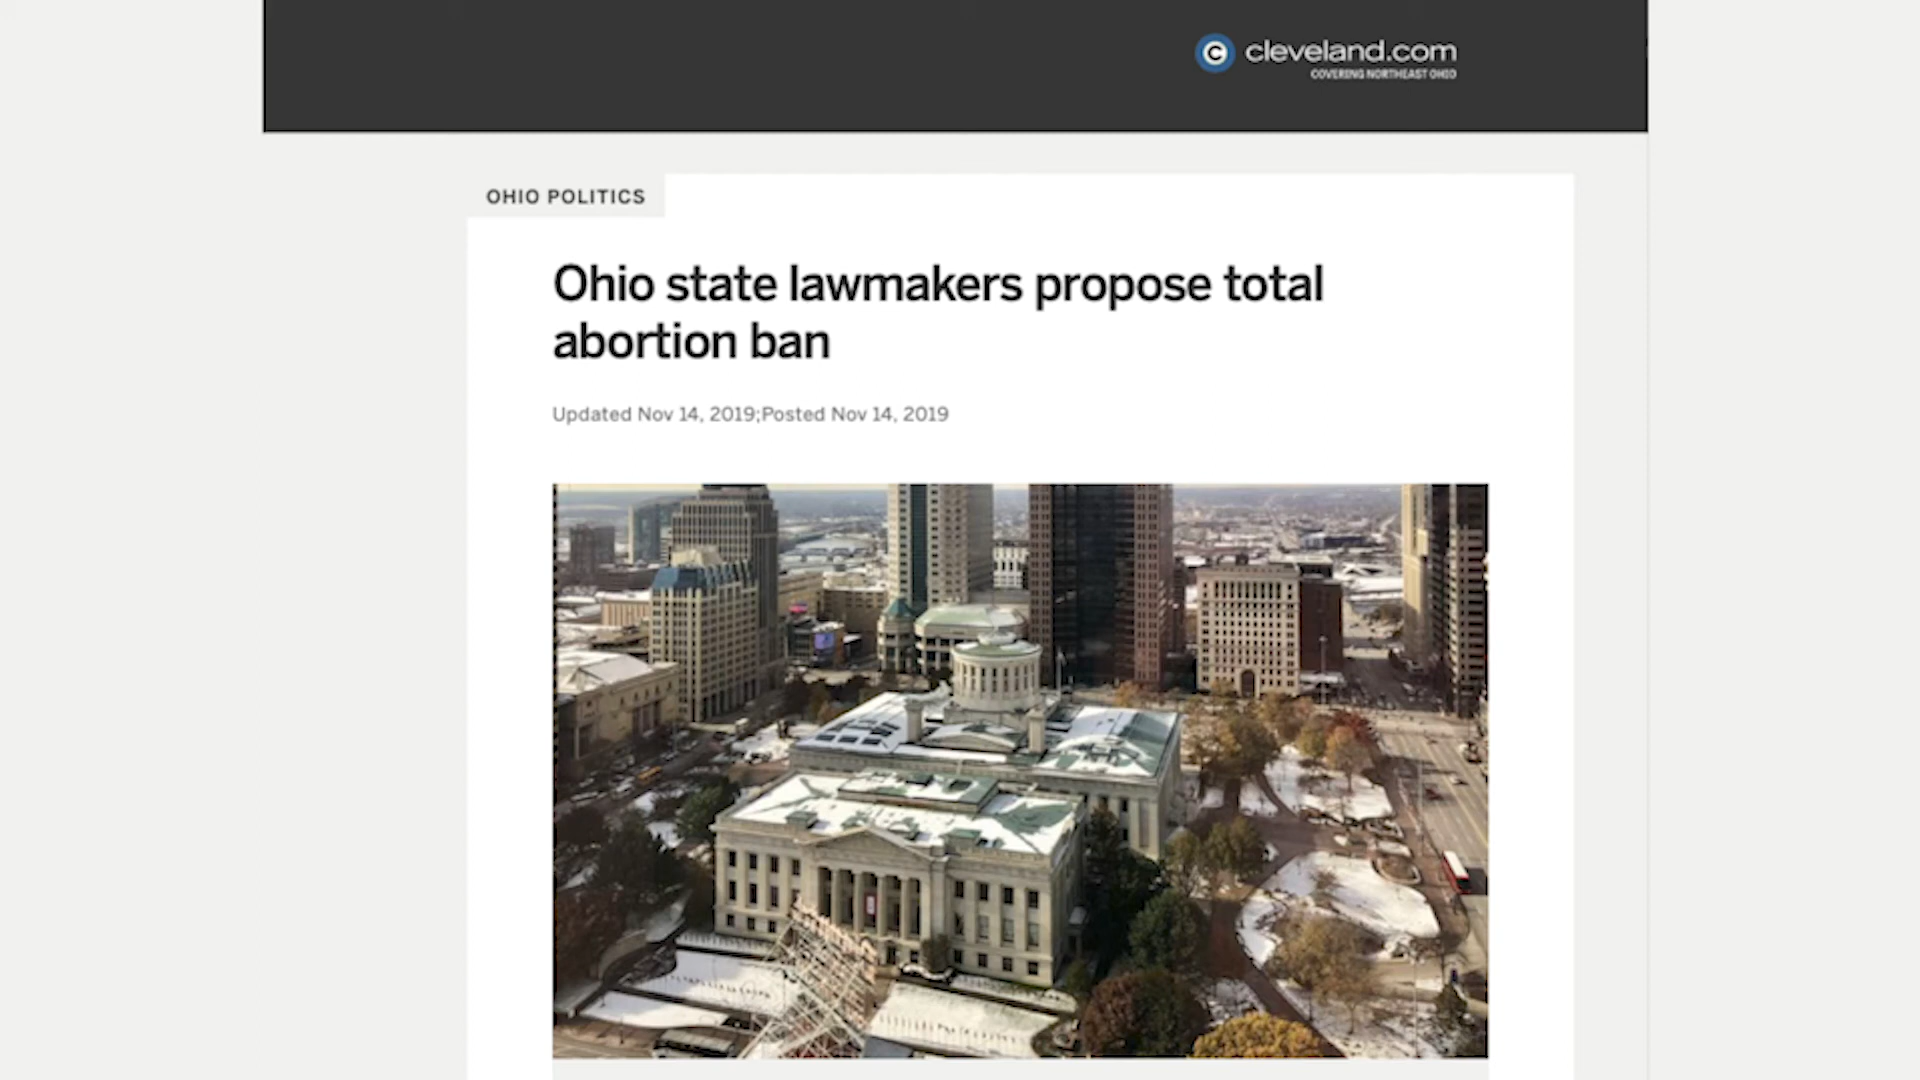 cleveland.com
COVERING NORTHEAST OHIO
OHIO POLITICS
Ohio state lawmakers propose total
abortion ban
Updated Nov 14, 2019;Posted Nov 14, 2019